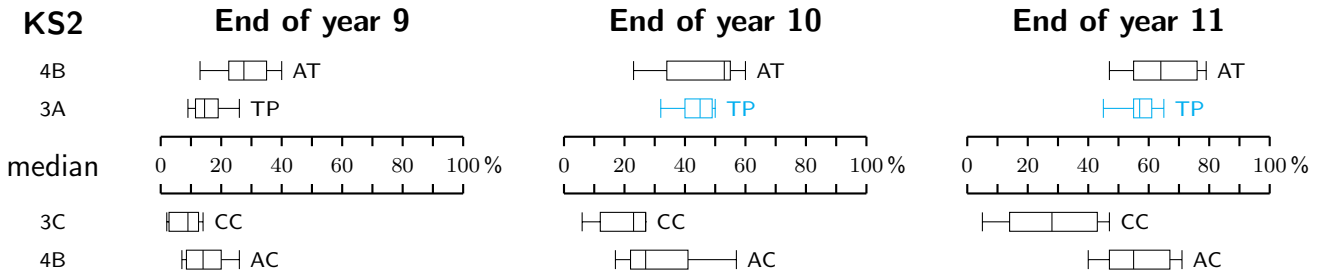 KS2 End of year 9 End of year 10 End of year 11
4B AT AT AT
3A TP TP TP
median 0 20 40 60 80 100 % 0 20 40 60 80 100 % 0 20 40 60 80 100 %
3C CC CC CC
4B AC AC AC